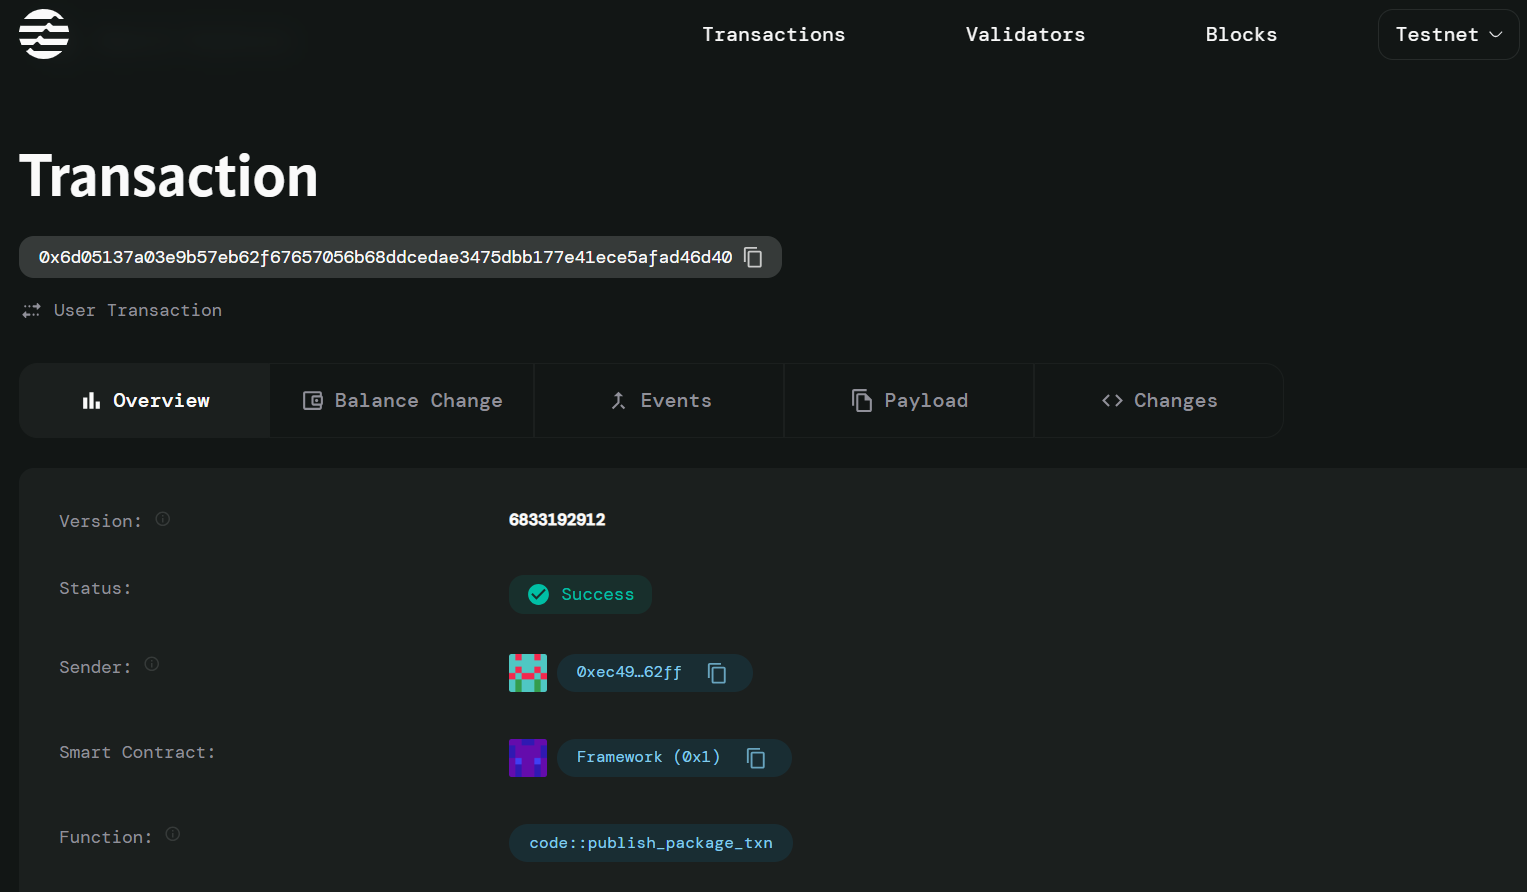 Transactions Validators Blocks Testnet
Transaction
0x6d05137a03e9b57eb62f67657056b68ddcedae3475dbb177e41ece5afad46d40
User Transaction
Overview Balance Change Events Payload Changes
Version: 6833192912
Status: Success
Sender: 0xec49…62ff
Smart Contract: Framework (0x1)
Function: code::publish_package_txn